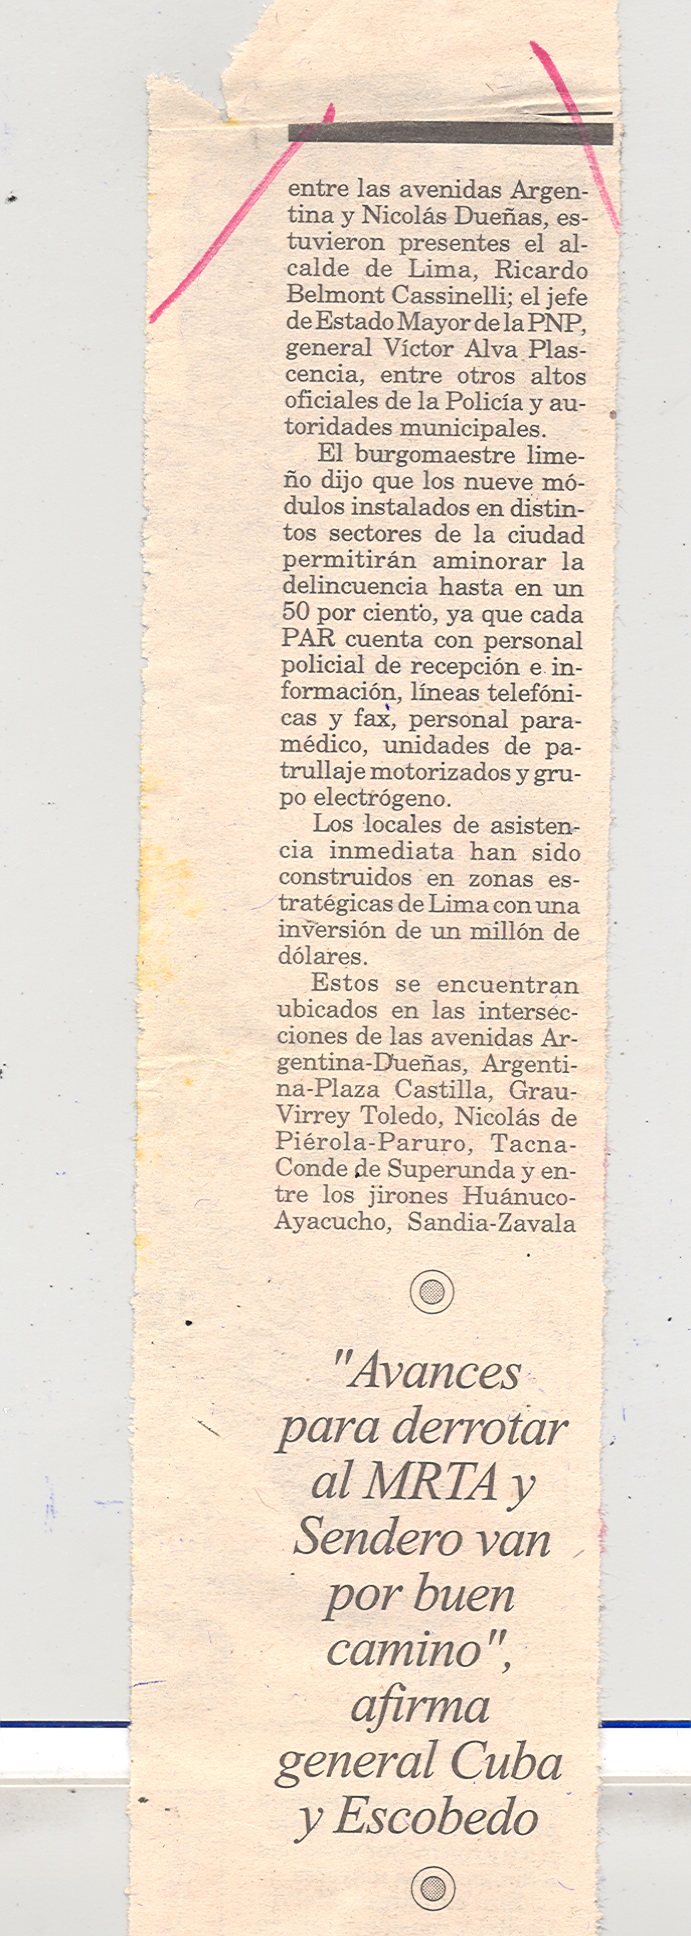 entre las avenidas Argen-
tina y Nicolás Dueñas, es-
tuvieron presentes el al-
calde de Lima, Ricardo
Belmont Cassinelli; el jefe
de Estado Mayor de la PNP,
general Víctor Alva Plas-
cencia, entre otros altos
oficiales de la Policía y au-
toridades municipales.
El burgomaestre lime-
ño dijo que los nueve mó-
dulos instalados en distin-
tos sectores de la ciudad
permitirán aminorar la
delincuencia hasta en un
50 por ciento, ya que cada
PAR cuenta con personal
policial de recepción e in-
formación, líneas telefóni-
cas y fax, personal para-
médico, unidades de pa-
trullaje motorizados y gru-
po electrógeno.
Los locales de asisten-
cia inmediata han sido
construidos en zonas es-
tratégicas de Lima con una
inversión de un millón de
dólares.
Estos se encuentran
ubicados en las intersec-
ciones de las avenidas Ar-
gentina-Dueñas, Argenti-
na-Plaza Castilla, Grau-
Virrey Toledo, Nicolás de
Piérola-Paruro, Tacna-
Conde de Superunda y en-
tre los jirones Huánuco-
Ayacucho, Sandia-Zavala
"Avances
para derrotar
al MRTA y
Sendero van
por buen
camino",
afirma
general Cuba
y Escobedo